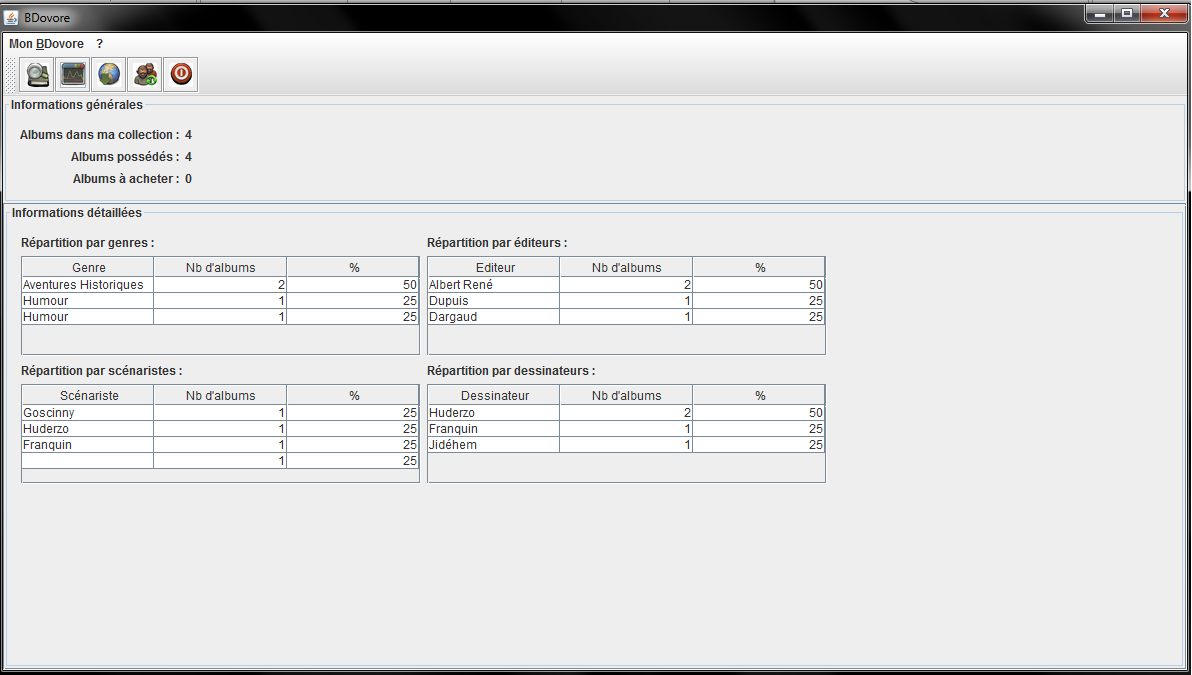 BDovore
Mon BDovore ?
Informations générales
Albums dans ma collection : 4
Albums possédés : 4
Albums à acheter : 0
Informations détaillées
Répartition par genres :
Genre Nb d'albums %
Aventures Historiques 2 50
Humour 1 25
Humour 1 25
Répartition par éditeurs :
Editeur Nb d'albums %
Albert René 2 50
Dupuis 1 25
Dargaud 1 25
Répartition par scénaristes :
Scénariste Nb d'albums %
Goscinny 1 25
Huderzo 1 25
Franquin 1 25
1 25
Répartition par dessinateurs :
Dessinateur Nb d'albums %
Huderzo 2 50
Franquin 1 25
Jidéhem 1 25